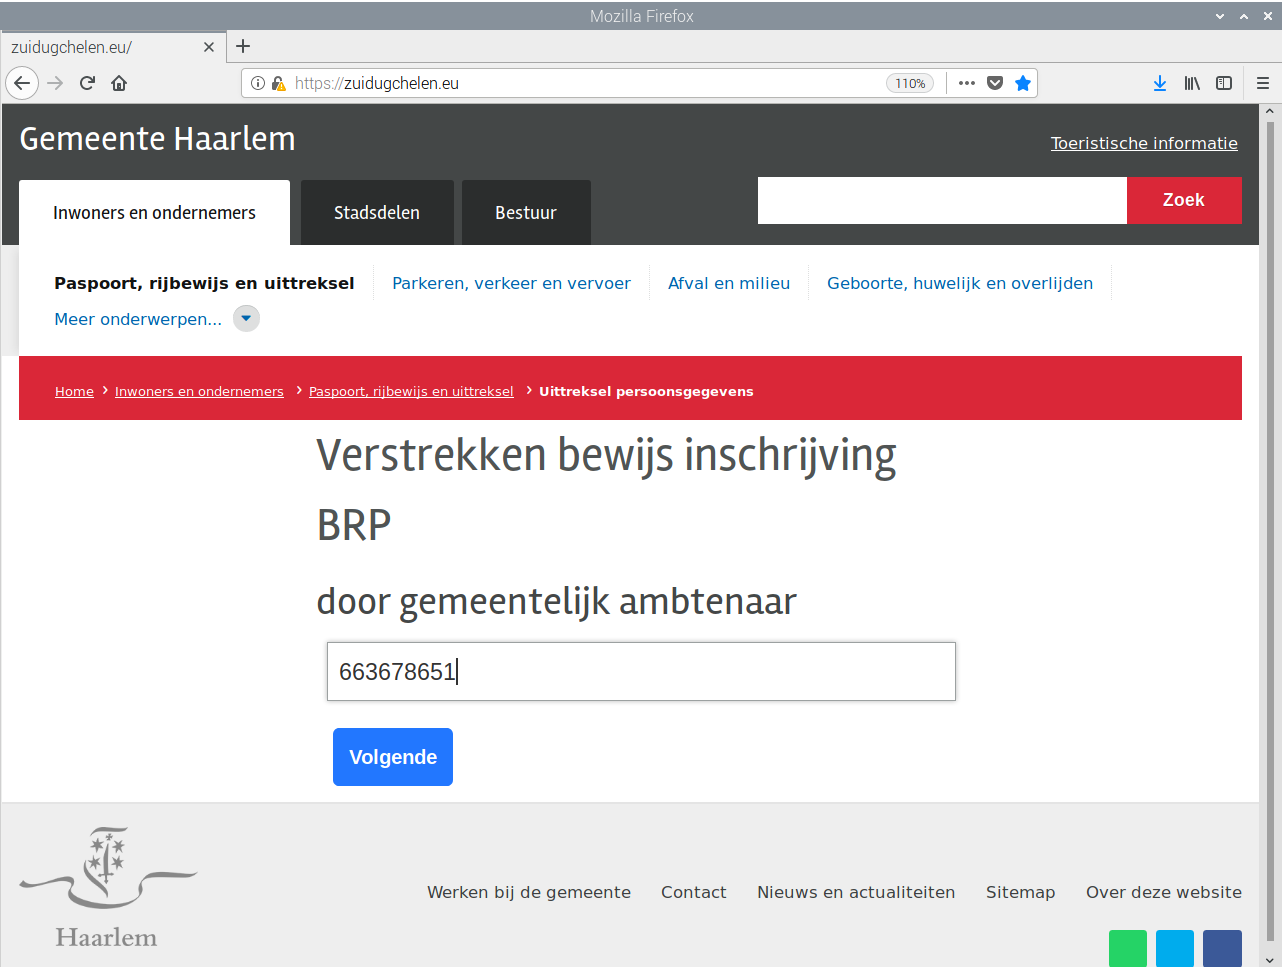 Mozilla Firefox
zuidugchelen.eu/
https://zuidugchelen.eu
110%
Gemeente Haarlem
Toeristische informatie
Inwoners en ondernemers
Stadsdelen
Bestuur
Zoek
Paspoort, rijbewijs en uittreksel
Parkeren, verkeer en vervoer
Afval en milieu
Geboorte, huwelijk en overlijden
Meer onderwerpen...
Home > Inwoners en ondernemers > Paspoort, rijbewijs en uittreksel > Uittreksel persoonsgegevens
Verstrekken bewijs inschrijving
BRP
door gemeentelijk ambtenaar
663678651
Volgende
Haarlem
Werken bij de gemeente
Contact
Nieuws en actualiteiten
Sitemap
Over deze website